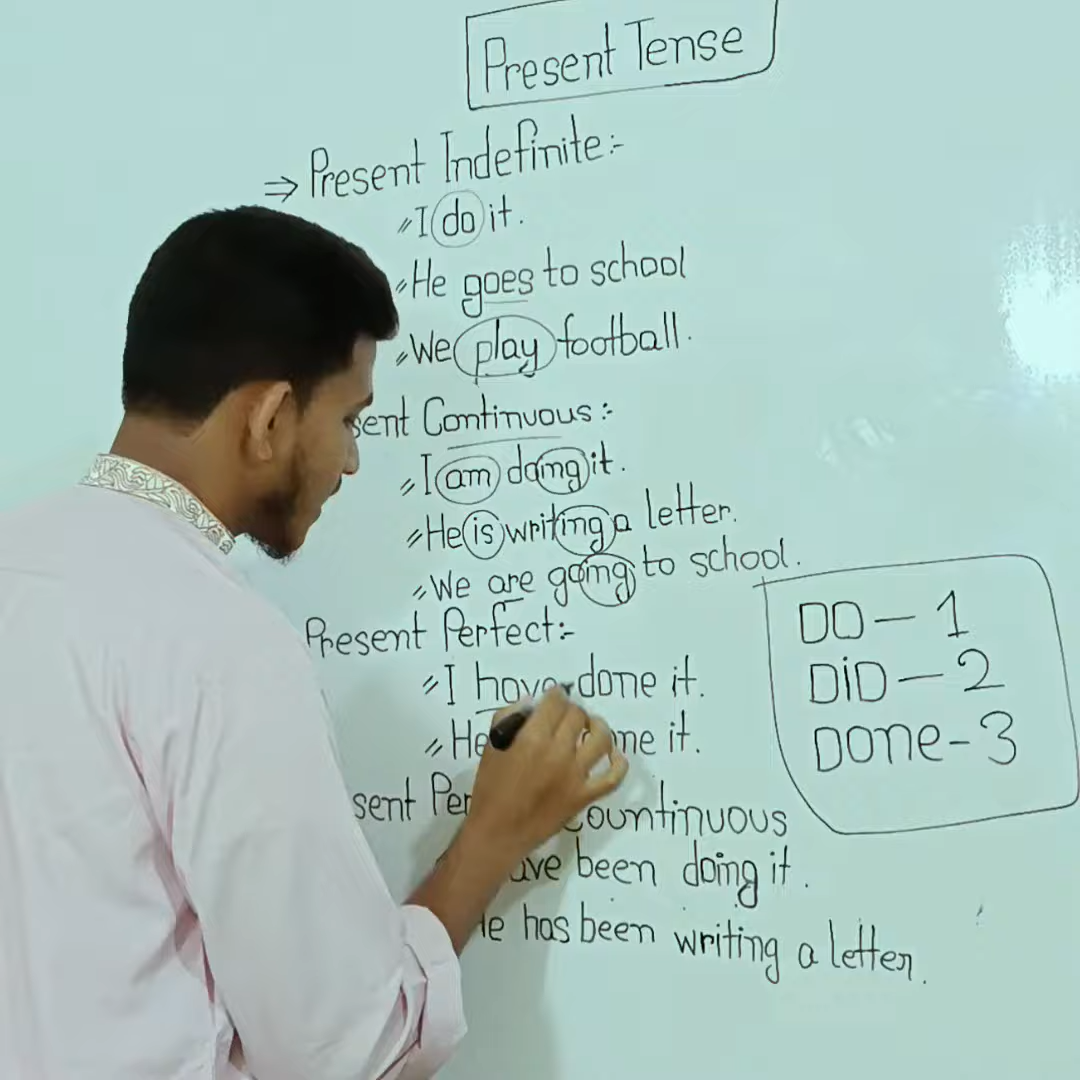 Present Tense
⇒ Present Indefinite:-
〃I do it.
〃He goes to school
〃We play football.
sent Continuous:-
〃I am doing it.
〃He is writing a letter.
〃We are going to school.
Present Perfect:-
〃I have done it.
〃He ne it.
sent Per Countinuous
ave been doing it.
He has been writing a letter.
DO — 1
DiD — 2
DONe - 3